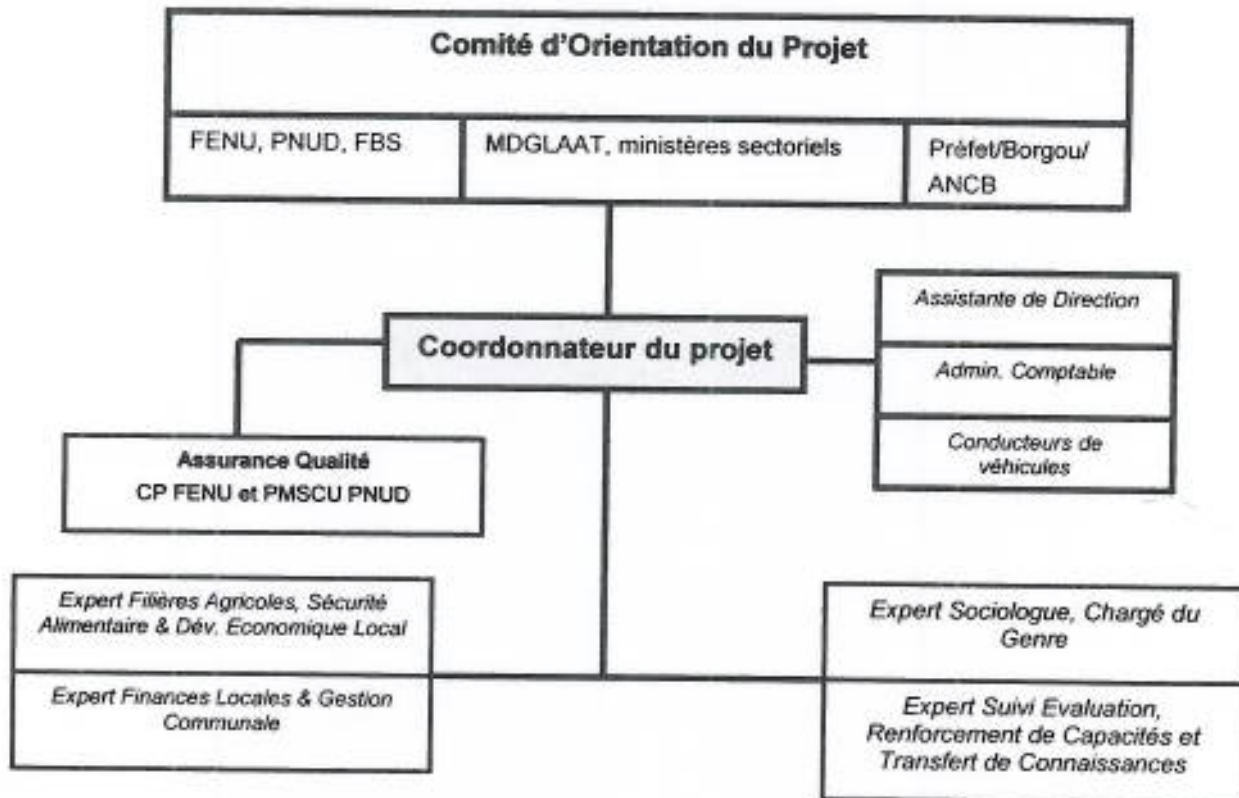 Comité d'Orientation du Projet
FENU, PNUD, FBS
MDGLAAT, ministères sectoriels
Préfet/Borgou/
ANCB
Coordonnateur du projet
Assistante de Direction
Admin. Comptable
Conducteurs de
véhicules
Assurance Qualité
CP FENU et PMSCU PNUD
Expert Filières Agricoles, Sécurité
Alimentaire & Dév. Economique Local
Expert Finances Locales & Gestion
Communale
Expert Sociologue, Chargé du
Genre
Expert Suivi Evaluation,
Renforcement de Capacités et
Transfert de Connaissances